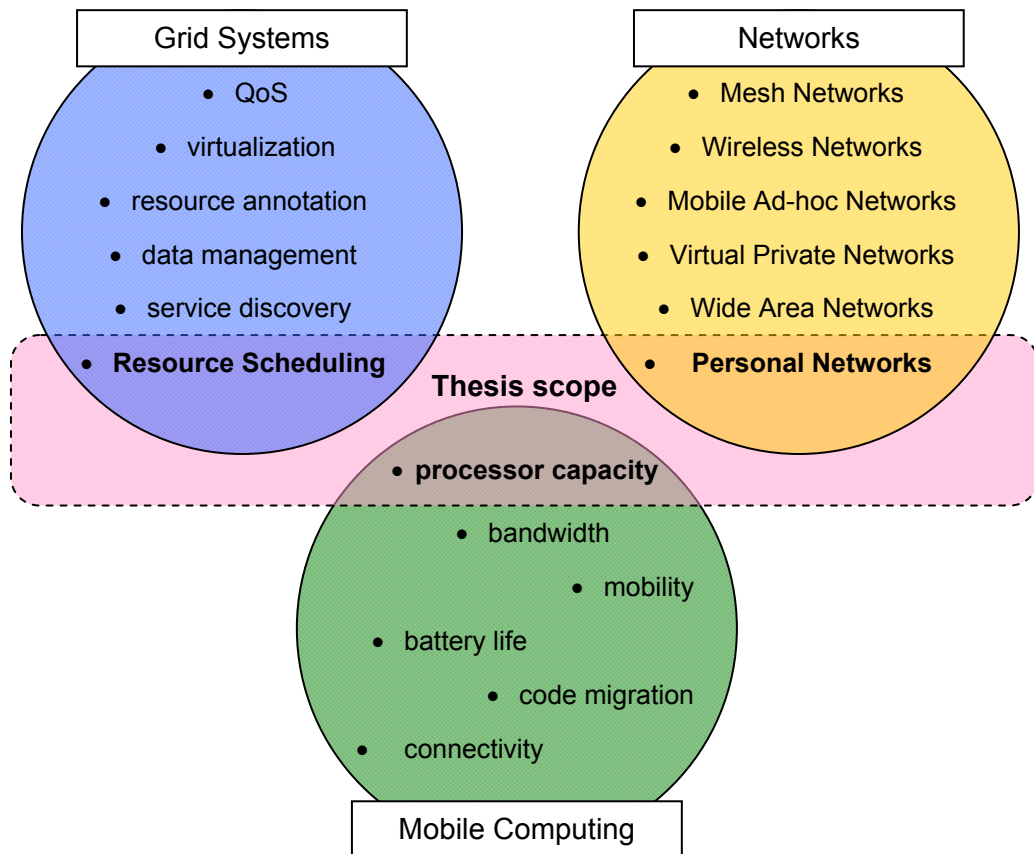 Grid Systems
• QoS
• virtualization
• resource annotation
• data management
• service discovery
• Resource Scheduling
Networks
• Mesh Networks
• Wireless Networks
• Mobile Ad-hoc Networks
• Virtual Private Networks
• Wide Area Networks
• Personal Networks
Thesis scope
• processor capacity
• bandwidth
• mobility
• battery life
• code migration
• connectivity
Mobile Computing